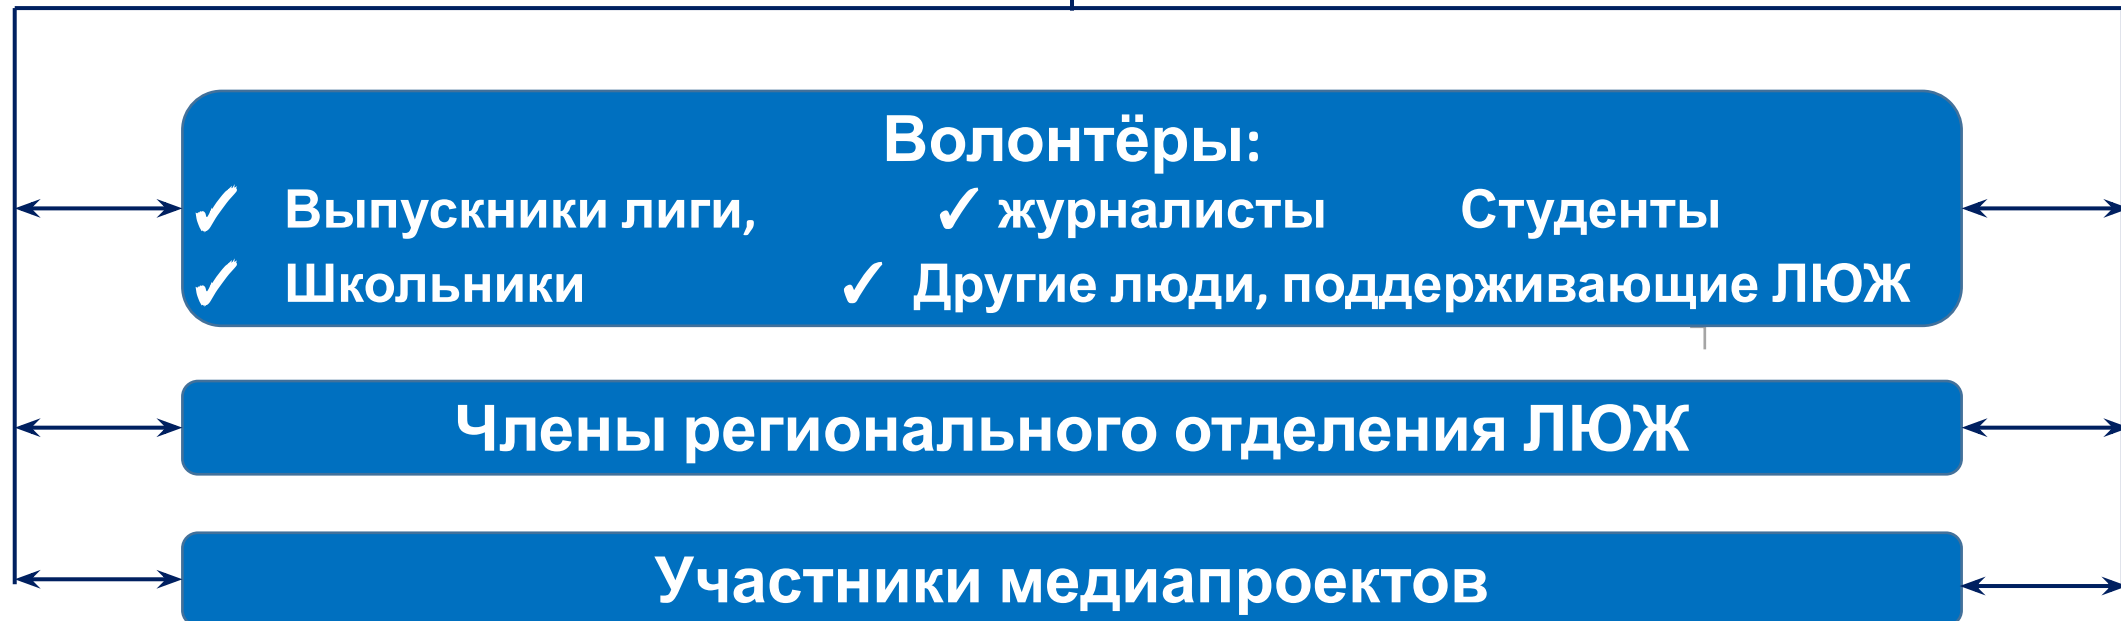 Волонтёры:
✓ Выпускники лиги, ✓ журналисты Студенты
✓ Школьники ✓ Другие люди, поддерживающие ЛЮЖ
Члены регионального отделения ЛЮЖ
Участники медиапроектов